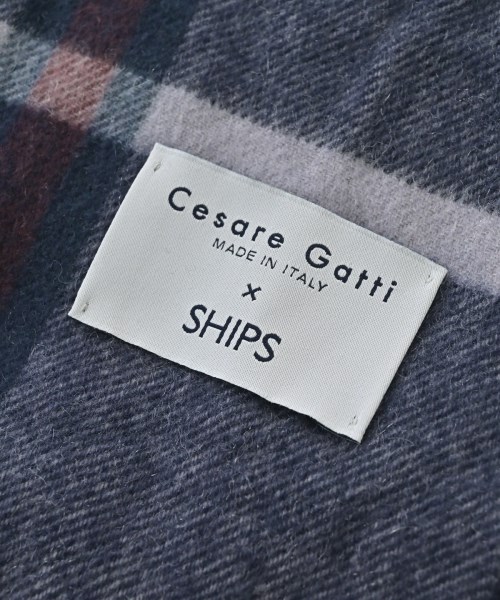 Cesare Gatti
MADE IN ITALY
×
SHIPS